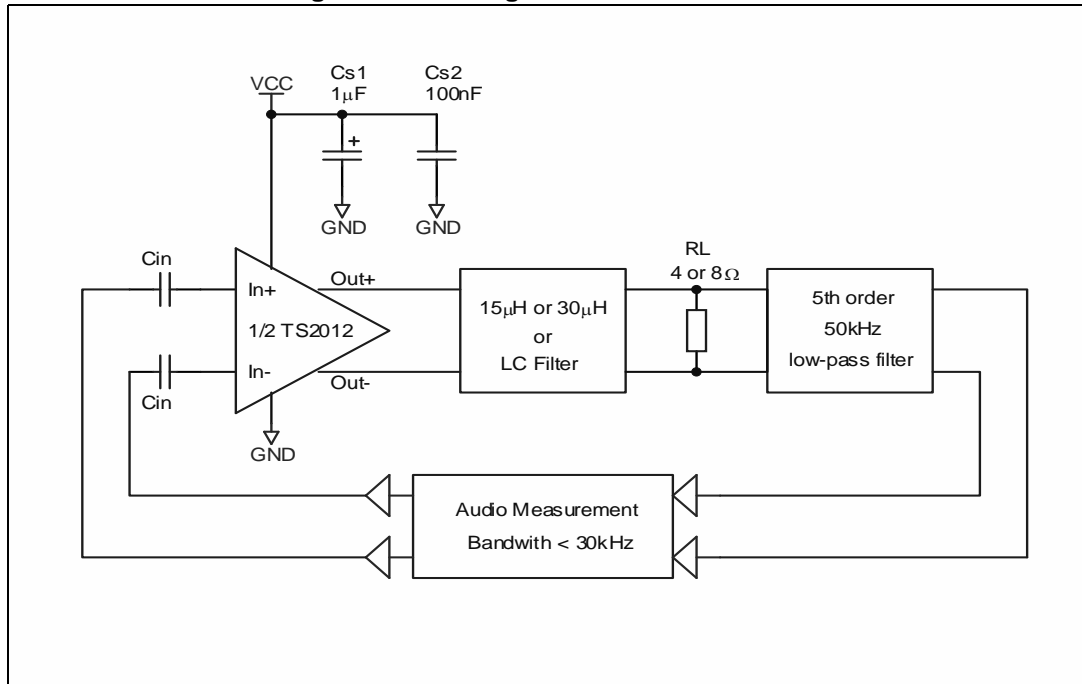 VCC
Cs1
1μF
Cs2
100nF
GND
GND
Cin
In+
Out+
1/2 TS2012
In-
Out-
Cin
GND
15μH or 30μH
or
LC Filter
RL
4 or 8Ω
5th order
50kHz
low-pass filter
Audio Measurement
Bandwith < 30kHz